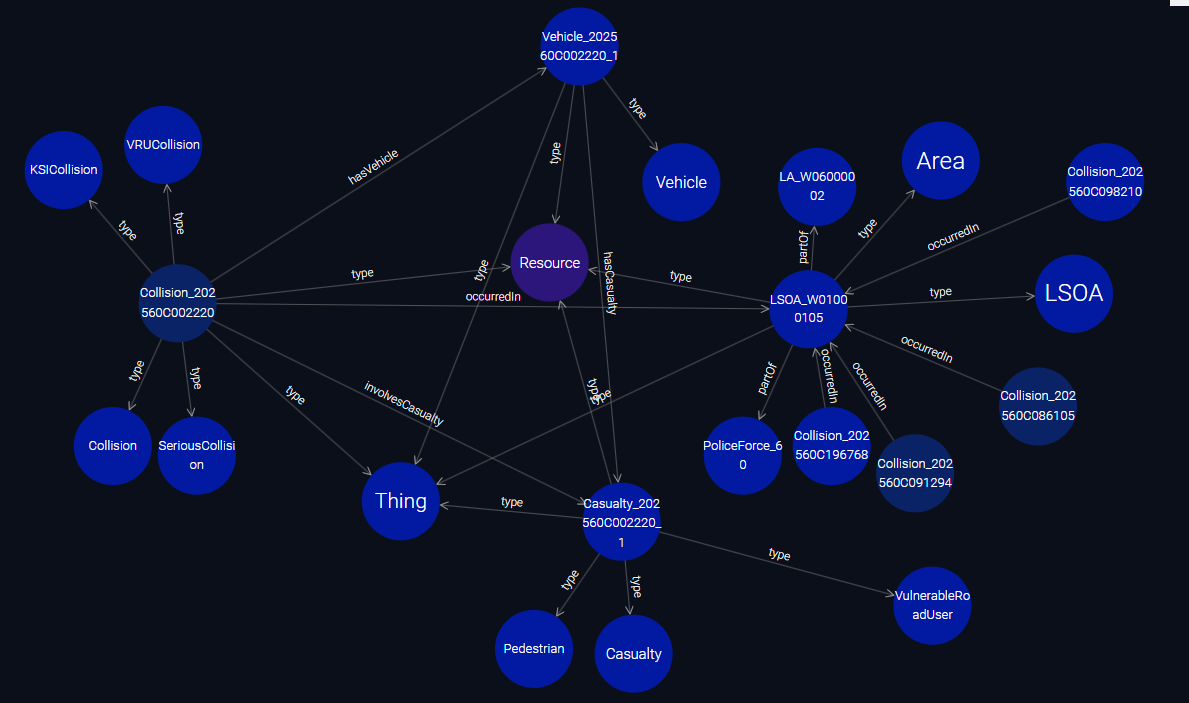 Vehicle_2025
60C002220_1
type
type
KSICollision
VRUCollision
hasVehicle
Vehicle
LA_W060000
02
Area
Collision_202
560C098210
type
type
type
partOf
occurredIn
Resource
type
type
hasCasualty
type
type
Collision_202
560C002220
occurredIn
LSOA_W0100
0105
LSOA
type
type
type
involvesCasualty
type
type
partOf
occurredIn
occurredIn
occurredIn
Collision_202
560C086105
Collision
SeriousCollisi
on
PoliceForce_6
0
Collision_202
560C196768
Collision_202
560C091294
Thing
type
Casualty_202
560C002220_
1
type
type
type
VulnerableRo
adUser
Pedestrian
Casualty